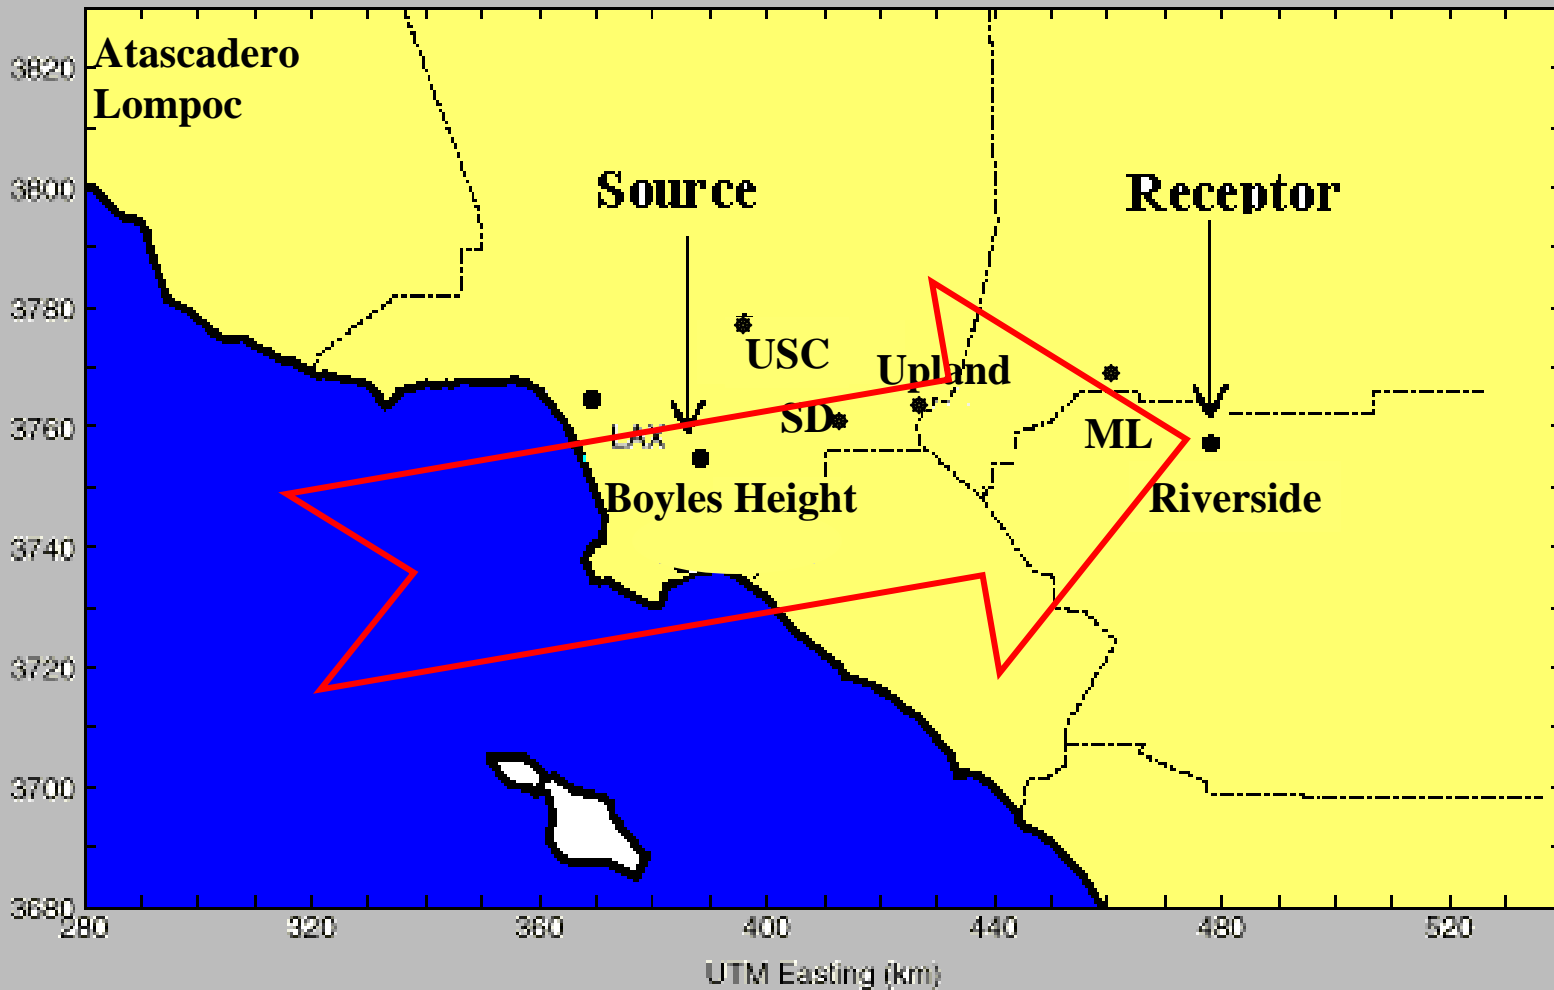 Atascadero
Lompoc
Source
Receptor
USC
Upland
SD
LAX
ML
Boyles Height
Riverside
3820
3800
3780
3760
3740
3720
3700
3680
280
320
360
400
440
480
520
UTM Easting (km)